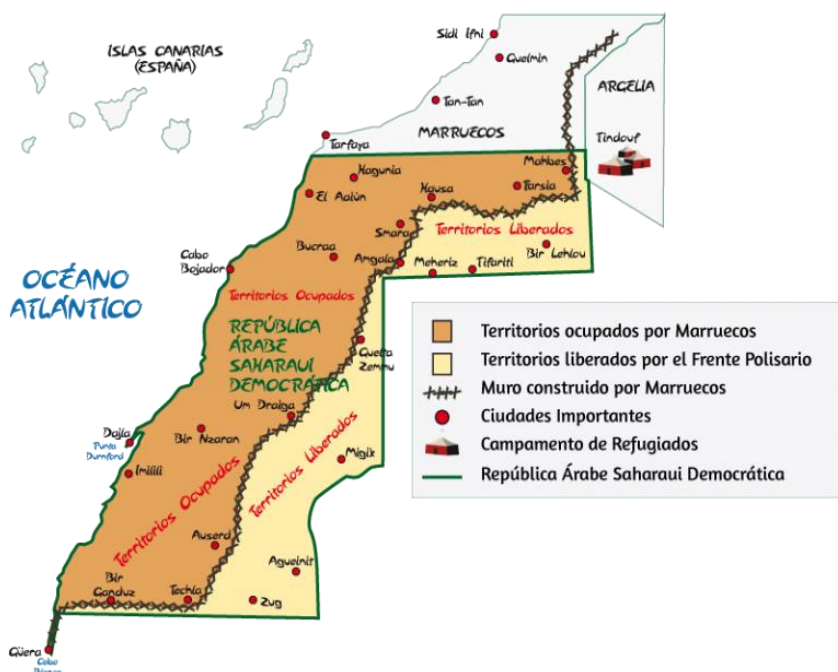 ISLAS CANARIAS
(ESPAÑA)
Sidi Ifni
Guelmin
ARGELIA
Tan-Tan
MARRUECOS
Tindouf
Tarfaya
Mahbes
Hagunia
Hausa
Tarsia
El Aaiún
Smara
Territorios Liberados
Bucraa
Amgala
Meheriz
Tifariti
Bir Lehlou
Cabo
Bojador
OCÉANO
ATLÁNTICO
Territorios Ocupados
REPÚBLICA
ÁRABE
SAHARAUI
DEMOCRÁTICA
Guelta
Zemmu
Um Draiga
Dajla
Punta
Durnford
Bir Nzaran
Imilili
Migik
Territorios Ocupados
Territorios Liberados
Auserd
Agueinit
Bir
Ganduz
Techla
Zug
Güera
Cabo
Blanco
Territorios ocupados por Marruecos
Territorios liberados por el Frente Polisario
Muro construido por Marruecos
Ciudades Importantes
Campamento de Refugiados
República Árabe Saharaui Democrática